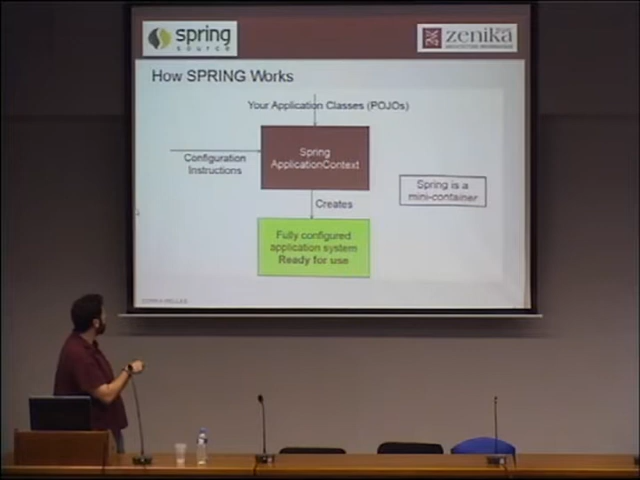 spring
source
zenika
How SPRING Works
Your Application Classes (POJOs)
Configuration
Instructions
Spring
ApplicationContext
Spring is a
mini-container
Creates
Fully configured
application system
Ready for use